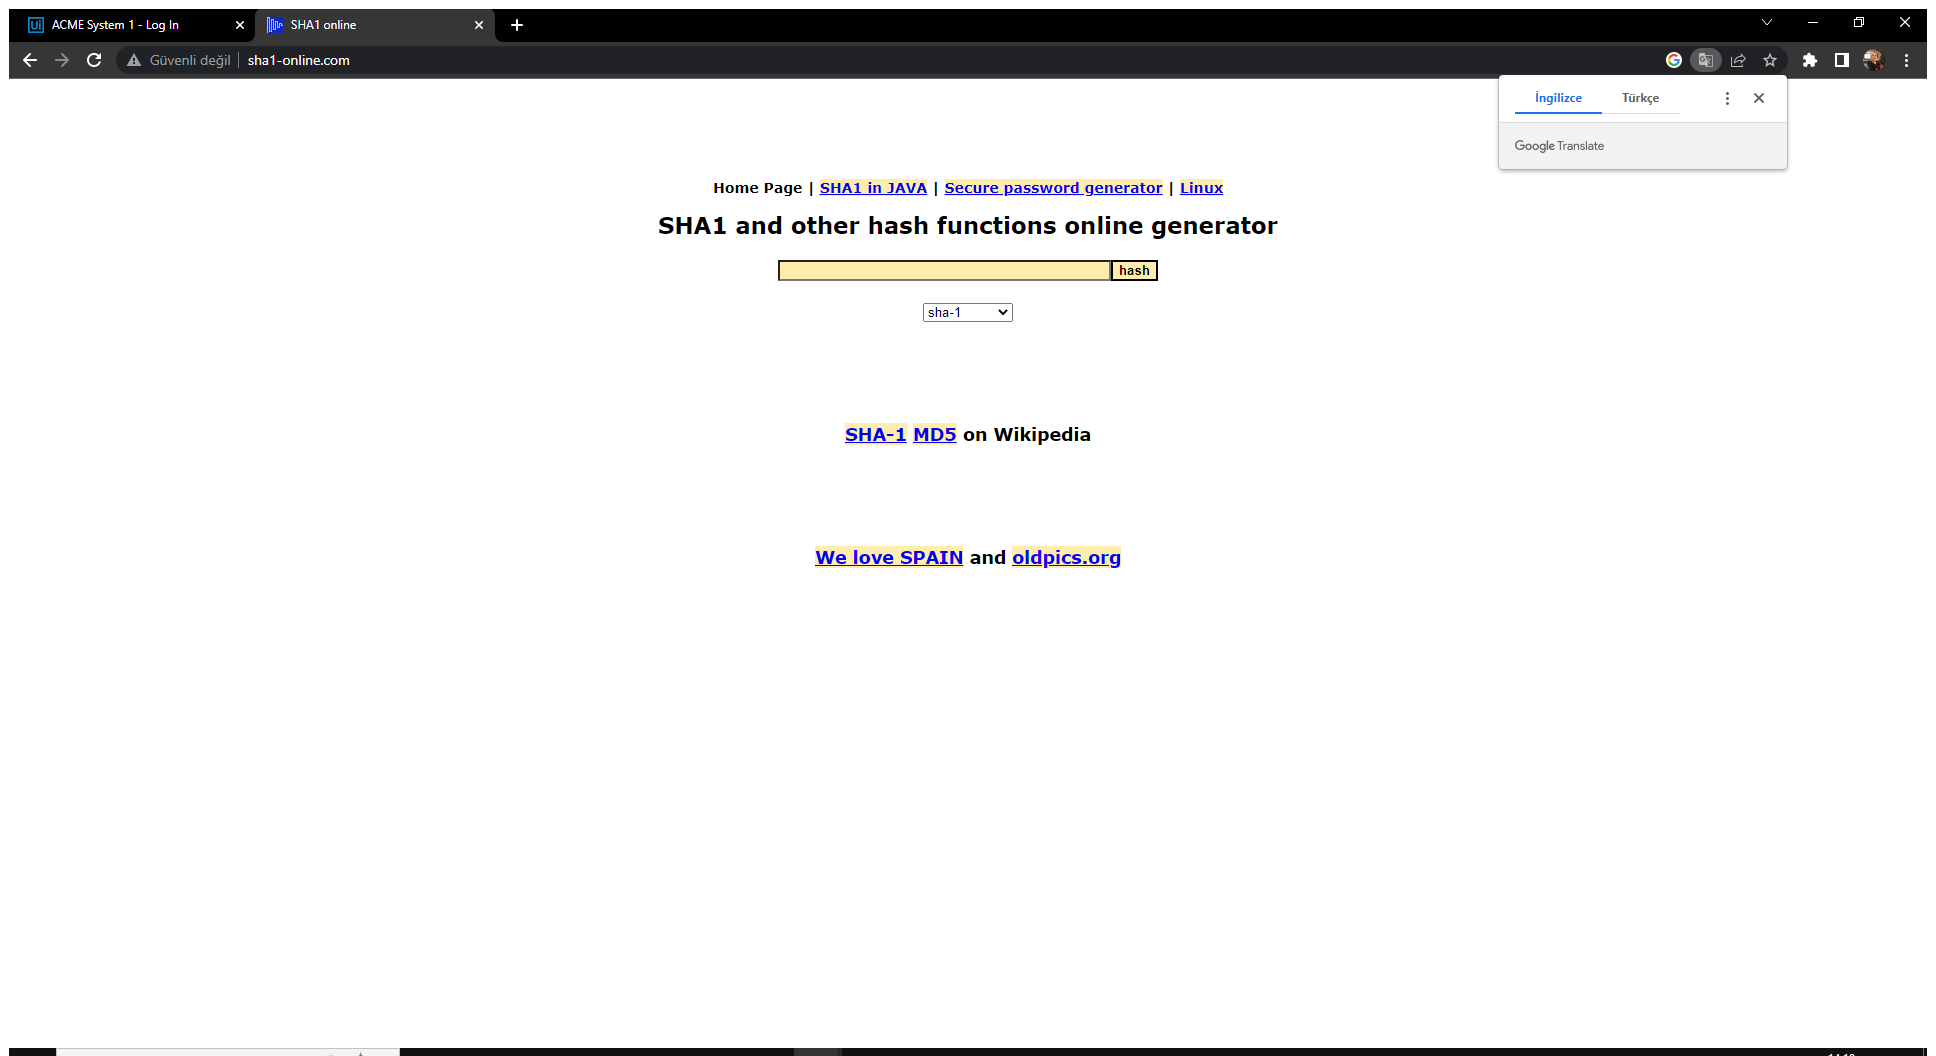 ACME System 1 - Log In
SHA1 online
Güvenli değil
sha1-online.com
İngilizce Türkçe
Google Translate
Home Page | SHA1 in JAVA | Secure password generator | Linux
SHA1 and other hash functions online generator
hash
sha-1
SHA-1 MD5 on Wikipedia
We love SPAIN and oldpics.org